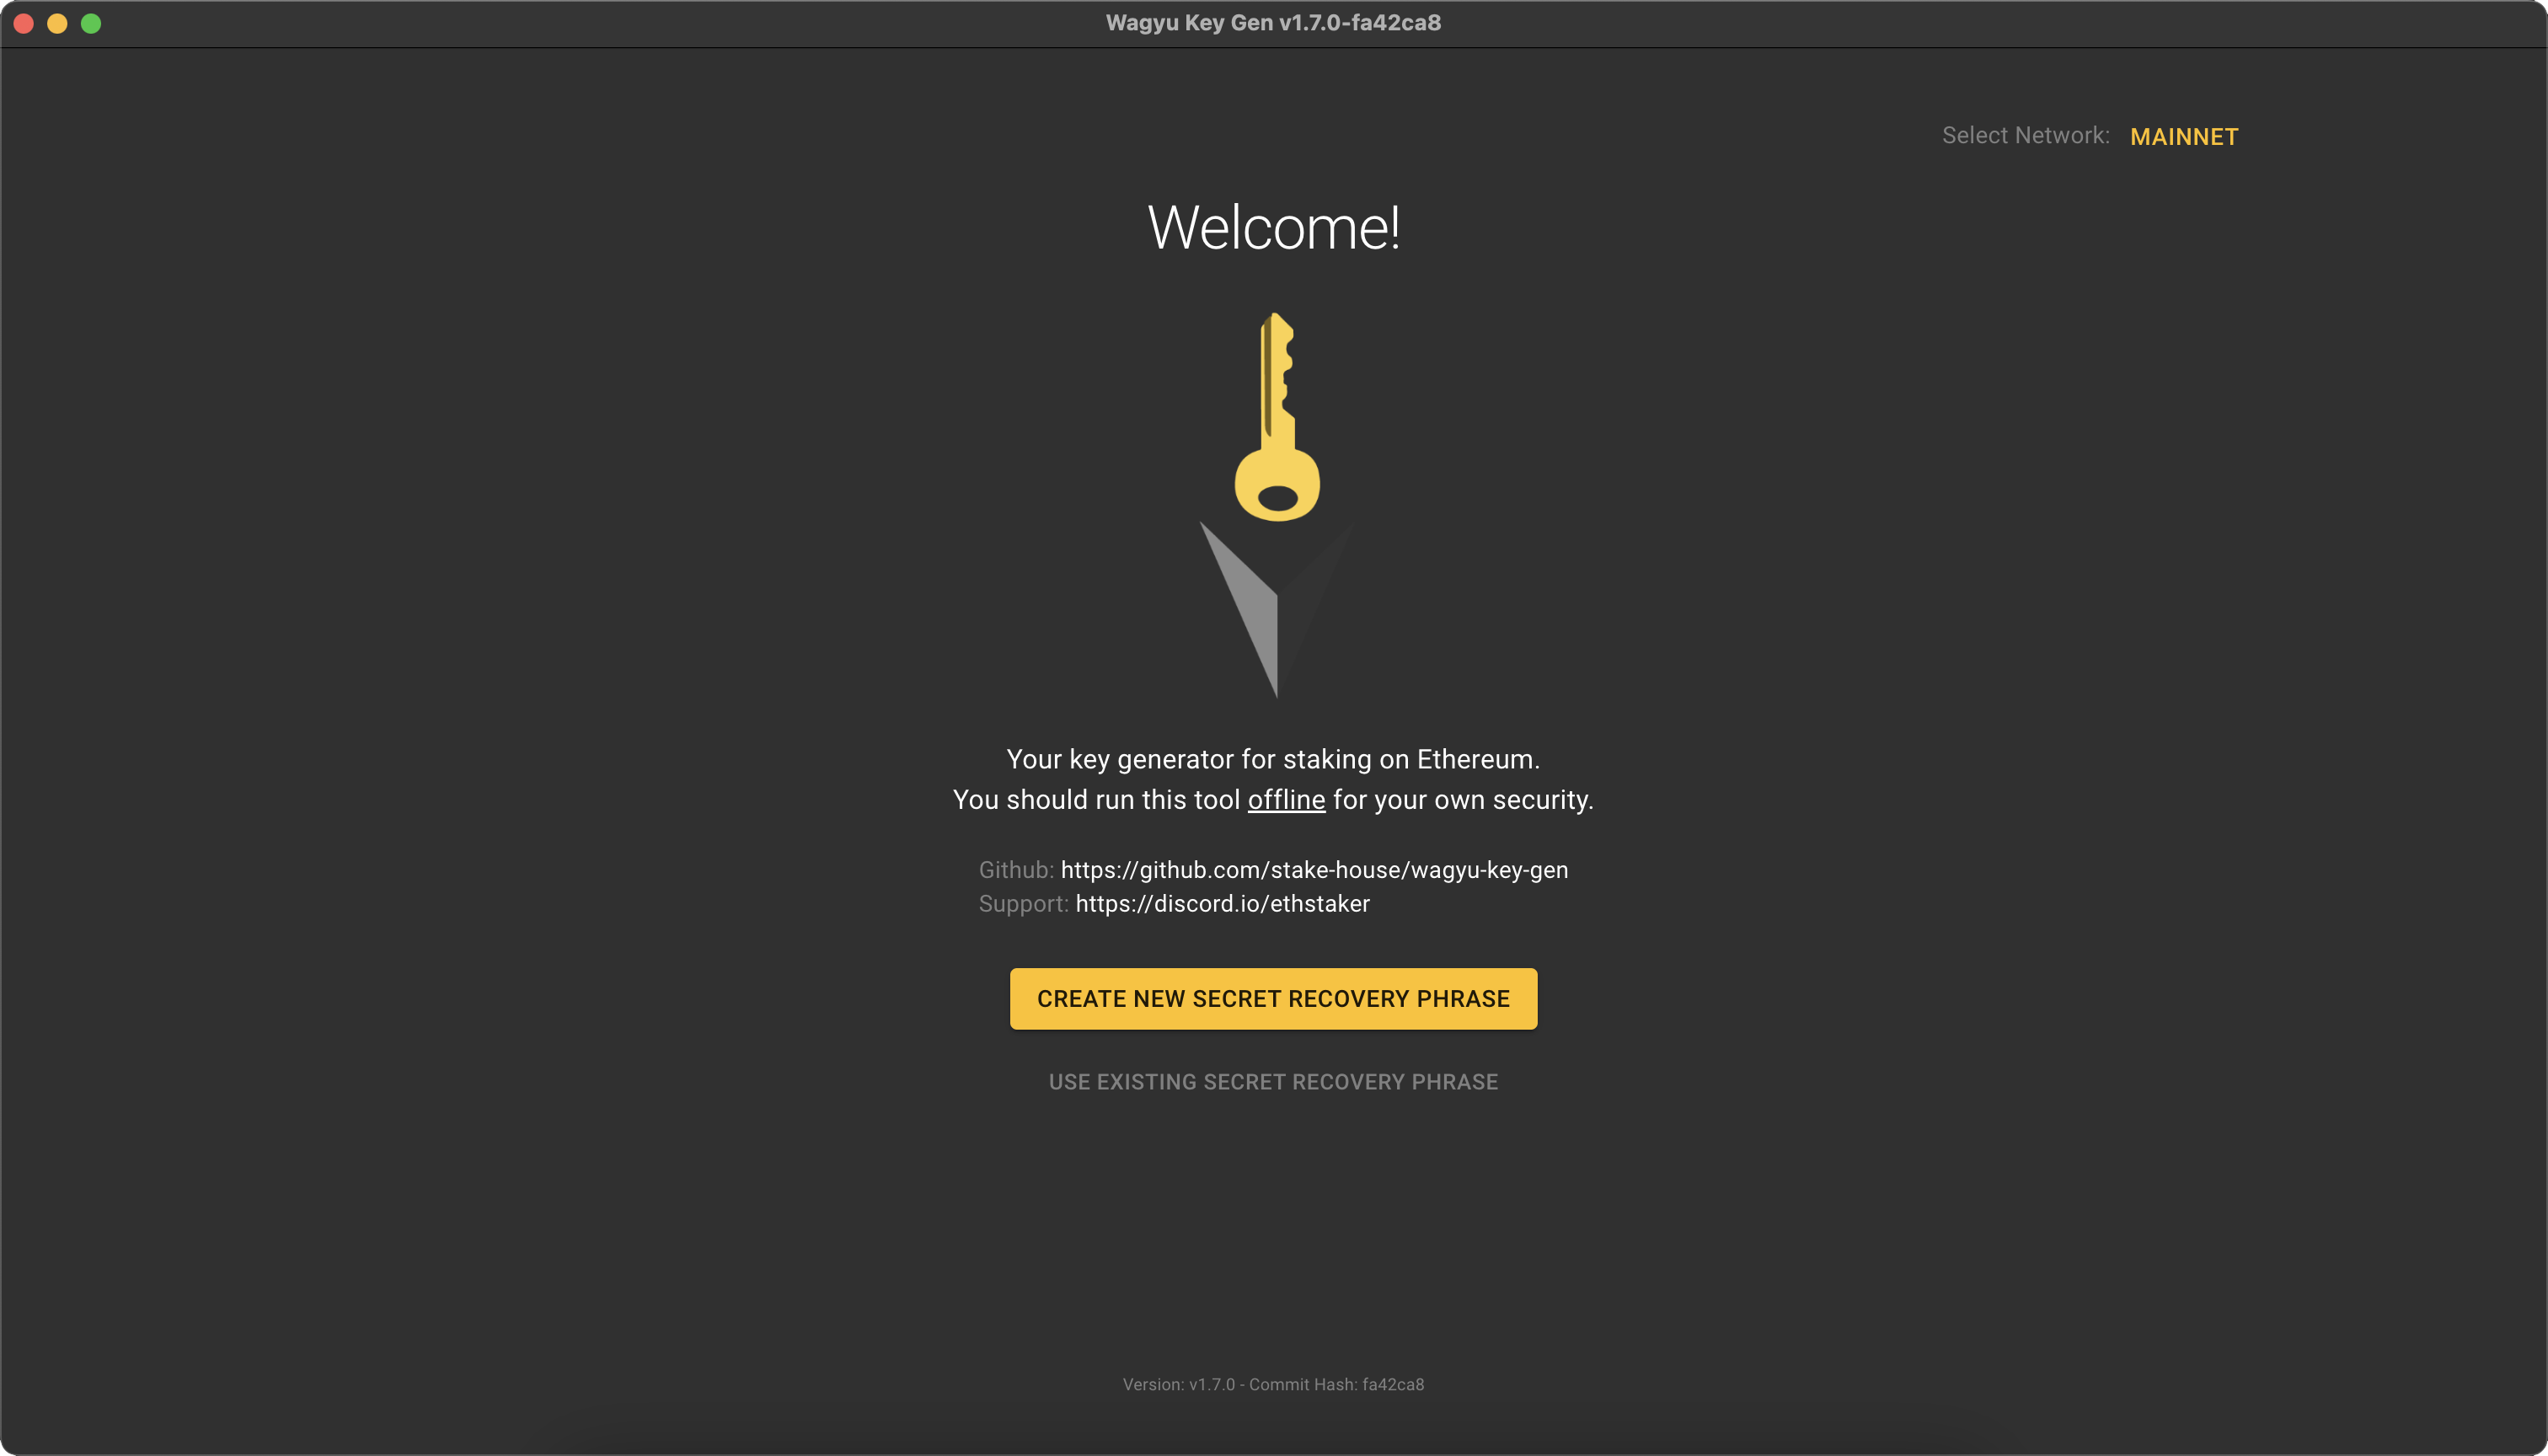 Wagyu Key Gen v1.7.0-fa42ca8
Select Network: MAINNET
Welcome!
Your key generator for staking on Ethereum.
You should run this tool offline for your own security.
Github: https://github.com/stake-house/wagyu-key-gen
Support: https://discord.io/ethstaker
CREATE NEW SECRET RECOVERY PHRASE
USE EXISTING SECRET RECOVERY PHRASE
Version: v1.7.0 - Commit Hash: fa42ca8